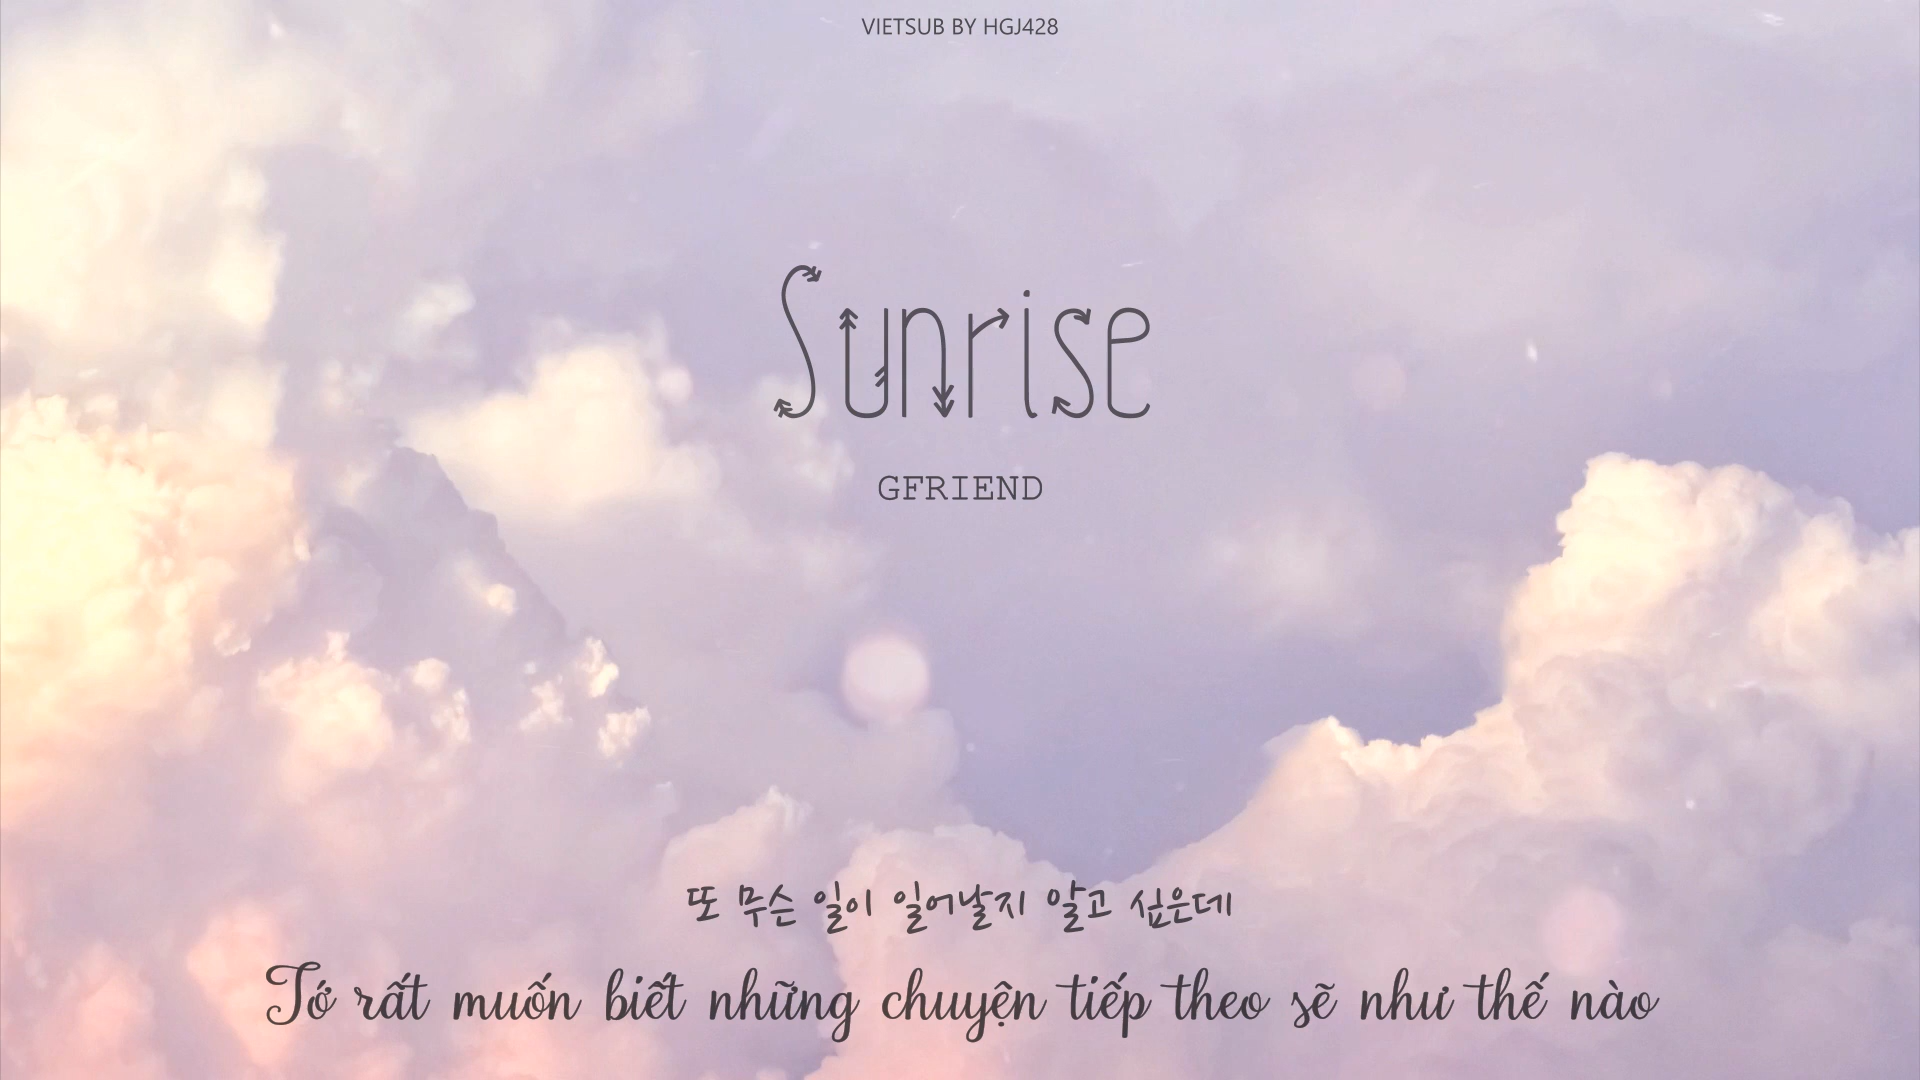 VIETSUB BY HGJ428
Sunrise
GFRIEND
또 무슨 일이 일어날지 알고 싶은데
Tớ rất muốn biết những chuyện tiếp theo sẽ như thế nào